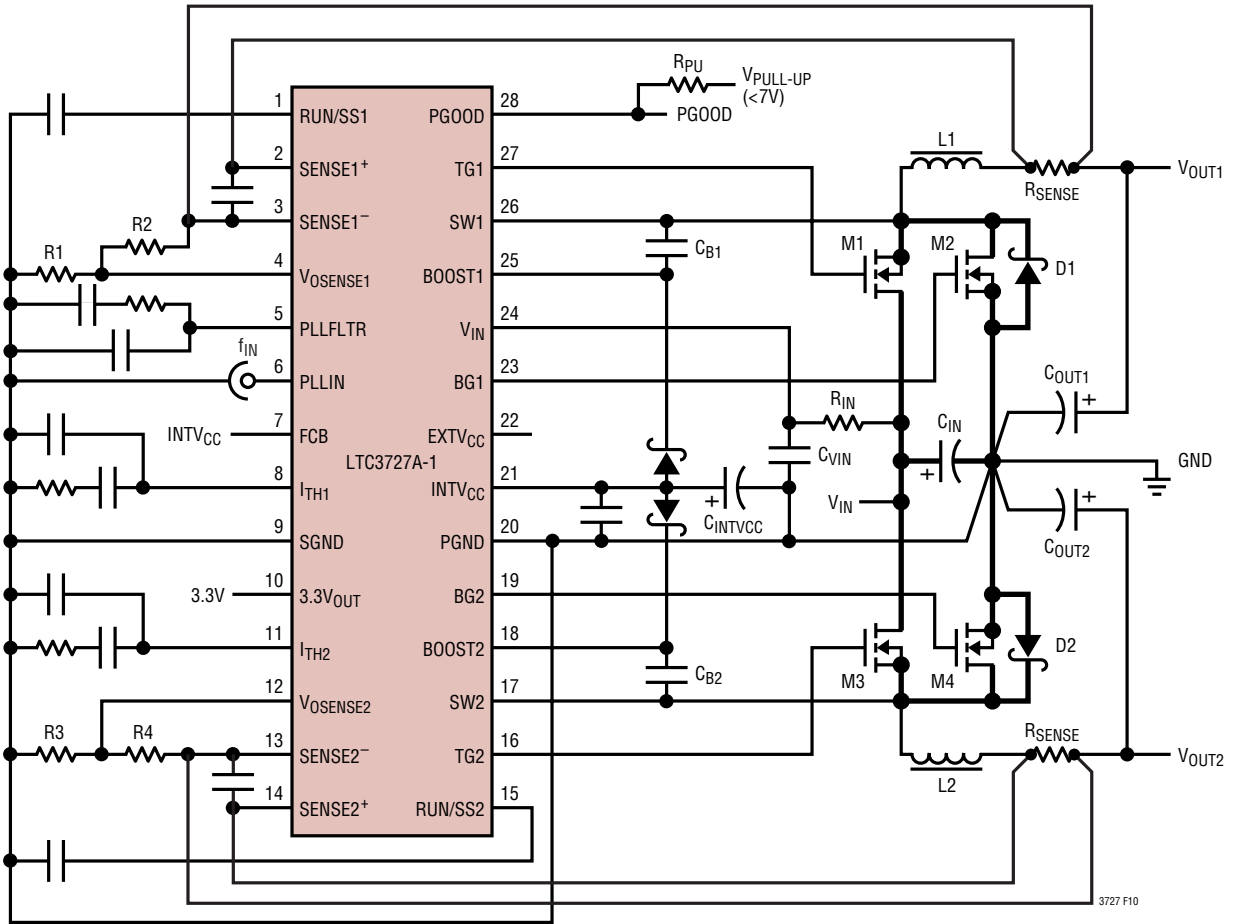 R_PU
V_PULL-UP
(<7V)
PGOOD
1 RUN/SS1
2 SENSE1+
3 SENSE1−
4 V_OSENSE1
5 PLLFLTR
6 PLLIN
7 FCB
8 I_TH1
9 SGND
10 3.3V_OUT
11 I_TH2
12 V_OSENSE2
13 SENSE2−
14 SENSE2+
LTC3727A-1
28 PGOOD
27 TG1
26 SW1
25 BOOST1
24 V_IN
23 BG1
22 EXTV_CC
21 INTV_CC
20 PGND
19 BG2
18 BOOST2
17 SW2
16 TG2
15 RUN/SS2
R2
R1
f_IN
INTV_CC
3.3V
R3
R4
L1
R_SENSE
V_OUT1
C_B1
M1
M2
D1
R_IN
C_VIN
C_IN
+
C_OUT1
+
GND
V_IN
+
C_INTVCC
C_OUT2
+
C_B2
M3
M4
D2
L2
R_SENSE
V_OUT2
3727 F10